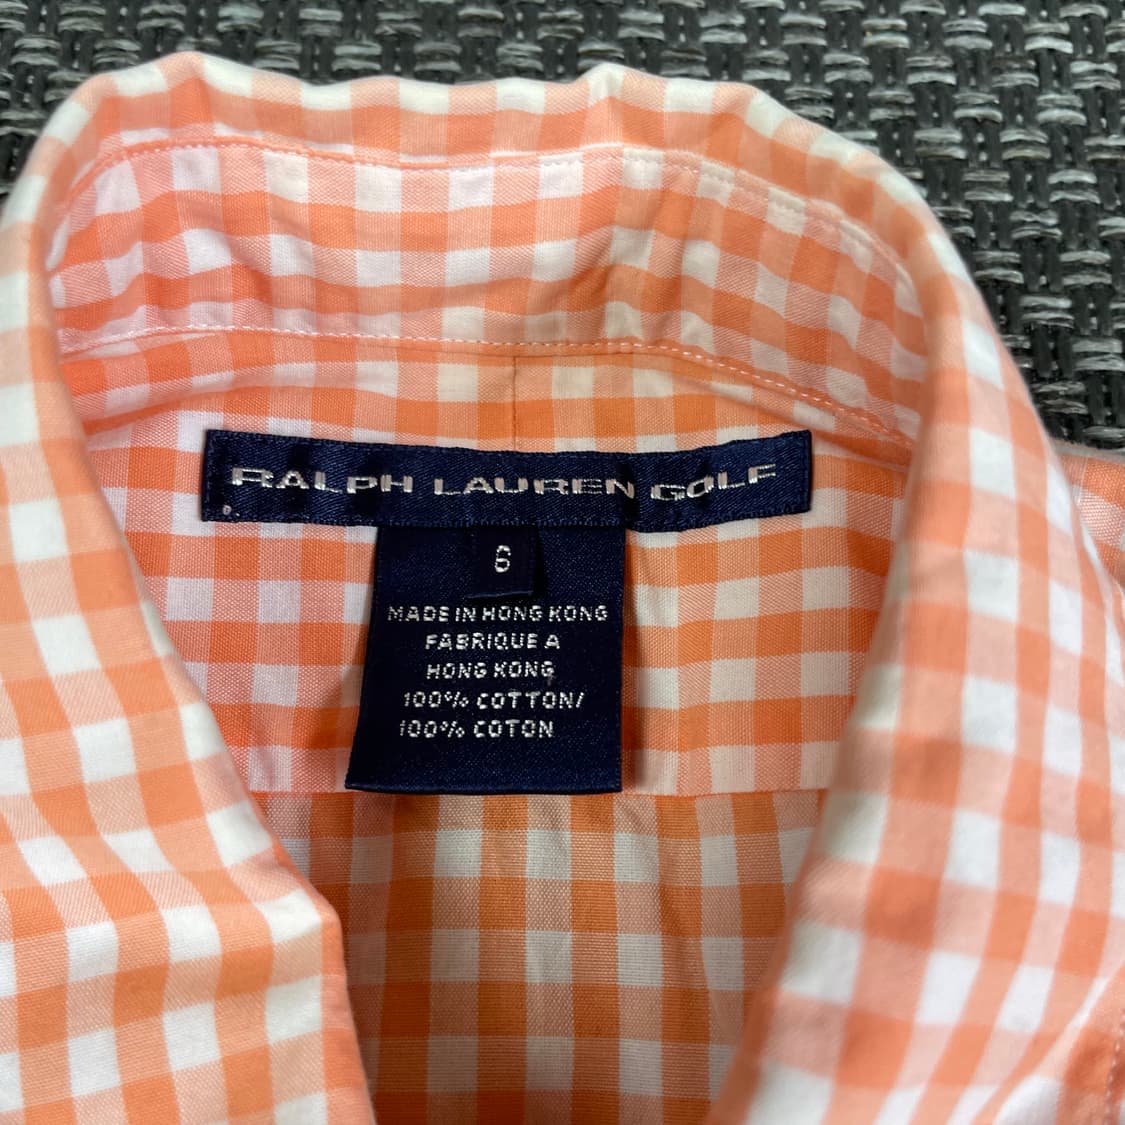 RALPH LAUREN GOLF
6
MADE IN HONG KONG
FABRIQUE A
HONG KONG
100% COTTON/
100% COTON